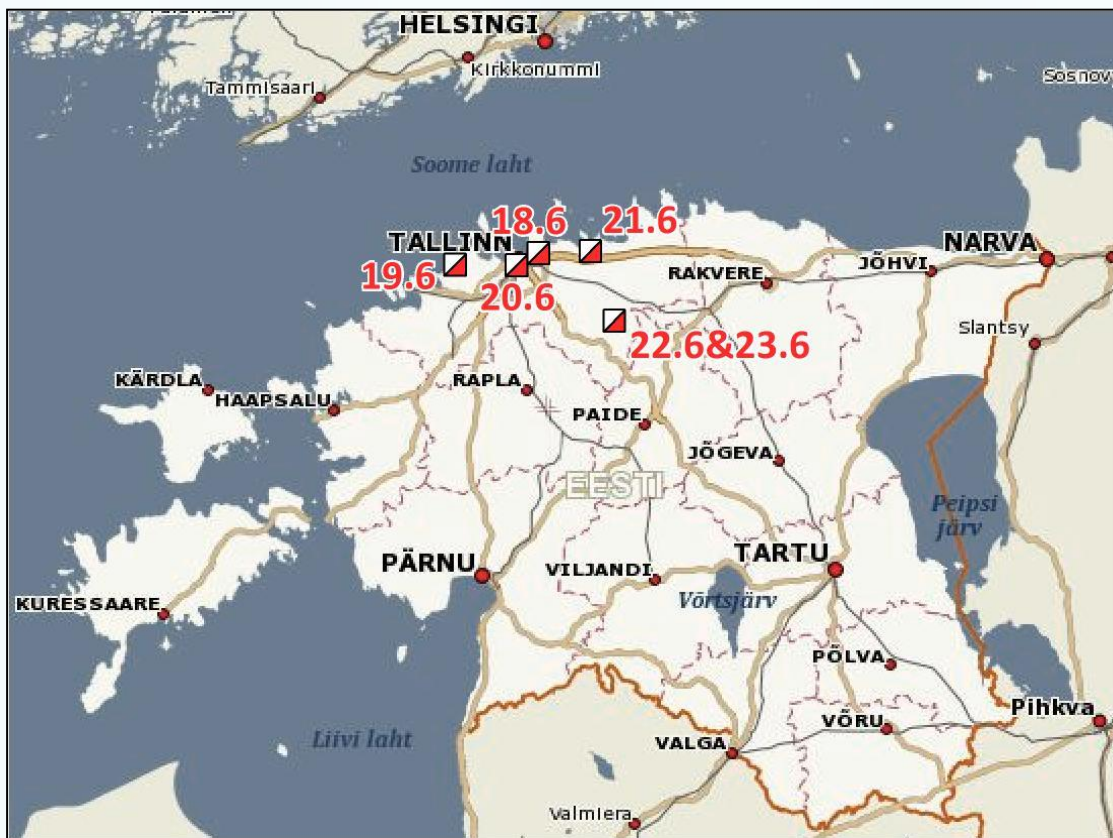 HELSINGI
Kirkkonummi
Tammisaari
Sosnovy
Soome laht
18.6
21.6
TALLINN
NARVA
JÕHVI
19.6
RAKVERE
20.6
Slantsy
22.6&23.6
KÄRDLA
RAPLA
HAAPSALU
PAIDE
JÕGEVA
EESTI
Peipsi
järv
TARTU
PÄRNU
VILJANDI
Võrtsjärv
KURESSAARE
PÕLVA
Pihkva
VÕRU
Liivi laht
VALGA
Valmiera